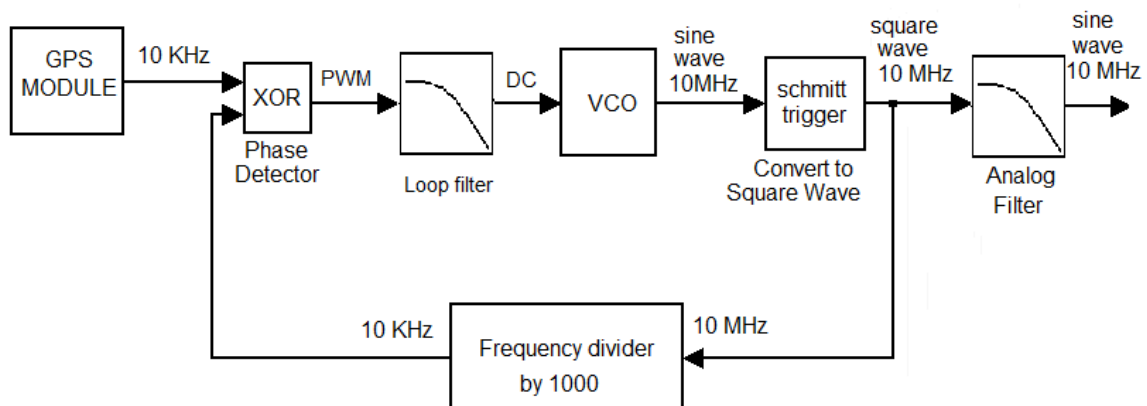 GPS
MODULE
10 KHz
XOR
Phase
Detector
PWM
Loop filter
DC
VCO
sine
wave
10MHz
schmitt
trigger
Convert to
Square Wave
square
wave
10 MHz
Analog
Filter
sine
wave
10 MHz
10 KHz
Frequency divider
by 1000
10 MHz